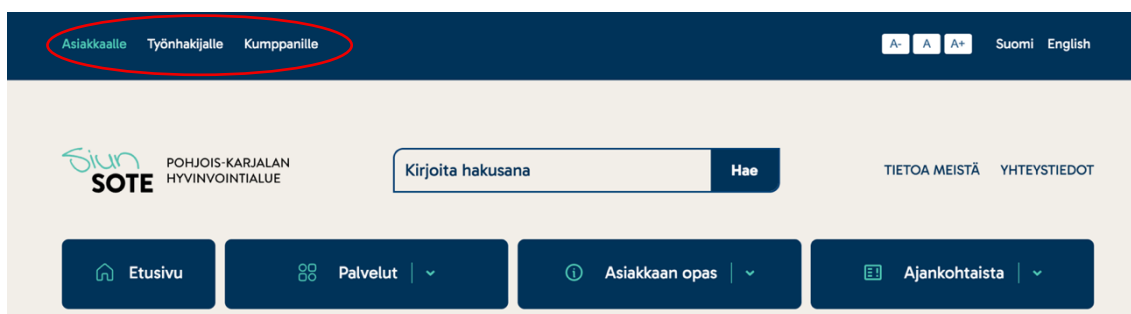 Asiakkaalle Työnhakijalle Kumppanille A- A A+ Suomi English
Siun SOTE POHJOIS-KARJALAN HYVINVOINTIALUE
Kirjoita hakusana Hae
TIETOA MEISTÄ YHTEYSTIEDOT
Etusivu Palvelut Asiakkaan opas Ajankohtaista